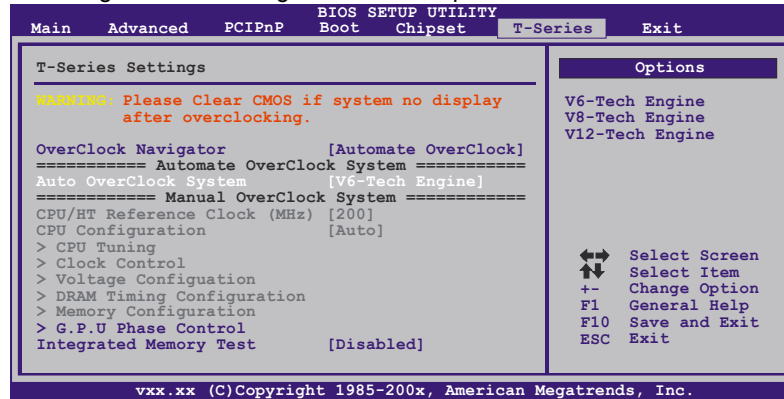 BIOS SETUP UTILITY
Main Advanced PCIPnP Boot Chipset T-Series Exit
T-Series Settings
WARNING: Please Clear CMOS if system no display
after overclocking.
OverClock Navigator [Automate OverClock]
=========== Automate OverClock System ===========
Auto OverClock System [V6-Tech Engine]
============ Manual OverClock System ============
CPU/HT Reference Clock (MHz) [200]
CPU Configuration [Auto]
> CPU Tuning
> Clock Control
> Voltage Configuation
> DRAM Timing Configuration
> Memory Configuration
> G.P.U Phase Control
Integrated Memory Test [Disabled]
Options
V6-Tech Engine
V8-Tech Engine
V12-Tech Engine
Select Screen
Select Item
+- Change Option
F1 General Help
F10 Save and Exit
ESC Exit
vxx.xx (C)Copyright 1985-200x, American Megatrends, Inc.